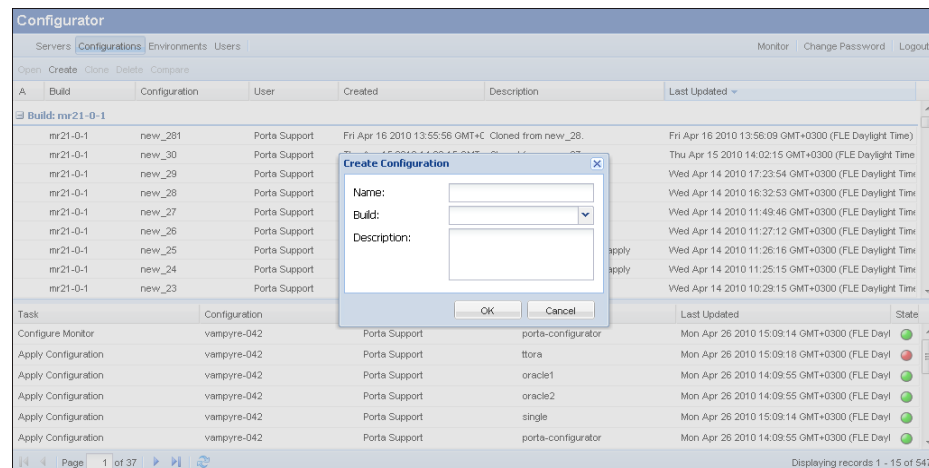 Configurator
Servers Configurations Environments Users Monitor Change Password Logout
Open Create Clone Delete Compare
A Build Configuration User Created Description Last Updated
Build: mr21-0-1
mr21-0-1 new_281 Porta Support Fri Apr 16 2010 13:55:56 GMT+C Cloned from new_28. Fri Apr 16 2010 13:56:09 GMT+0300 (FLE Daylight Time)
mr21-0-1 new_30 Porta Support Thu Apr 15 2010 14:02:15 GMT+0300 (FLE Daylight Time
mr21-0-1 new_29 Porta Support Wed Apr 14 2010 17:23:54 GMT+0300 (FLE Daylight Time
mr21-0-1 new_28 Porta Support Wed Apr 14 2010 16:32:53 GMT+0300 (FLE Daylight Time
mr21-0-1 new_27 Porta Support Wed Apr 14 2010 11:49:46 GMT+0300 (FLE Daylight Time
mr21-0-1 new_26 Porta Support Wed Apr 14 2010 11:27:12 GMT+0300 (FLE Daylight Time
mr21-0-1 new_25 Porta Support apply Wed Apr 14 2010 11:26:16 GMT+0300 (FLE Daylight Time
mr21-0-1 new_24 Porta Support apply Wed Apr 14 2010 11:25:15 GMT+0300 (FLE Daylight Time
mr21-0-1 new_23 Porta Support Wed Apr 14 2010 10:29:15 GMT+0300 (FLE Daylight Time
Create Configuration
Name:
Build:
Description:
OK Cancel
Task Configuration Last Updated State
Configure Monitor vampyre-042 Porta Support porta-configurator Mon Apr 26 2010 15:09:14 GMT+0300 (FLE Dayl
Apply Configuration vampyre-042 Porta Support ttora Mon Apr 26 2010 15:09:18 GMT+0300 (FLE Dayl
Apply Configuration vampyre-042 Porta Support oracle1 Mon Apr 26 2010 14:09:55 GMT+0300 (FLE Dayl
Apply Configuration vampyre-042 Porta Support oracle2 Mon Apr 26 2010 14:09:55 GMT+0300 (FLE Dayl
Apply Configuration vampyre-042 Porta Support single Mon Apr 26 2010 15:09:14 GMT+0300 (FLE Dayl
Apply Configuration vampyre-042 Porta Support porta-configurator Mon Apr 26 2010 14:09:55 GMT+0300 (FLE Dayl
Page 1 of 37 Displaying records 1 - 15 of 547